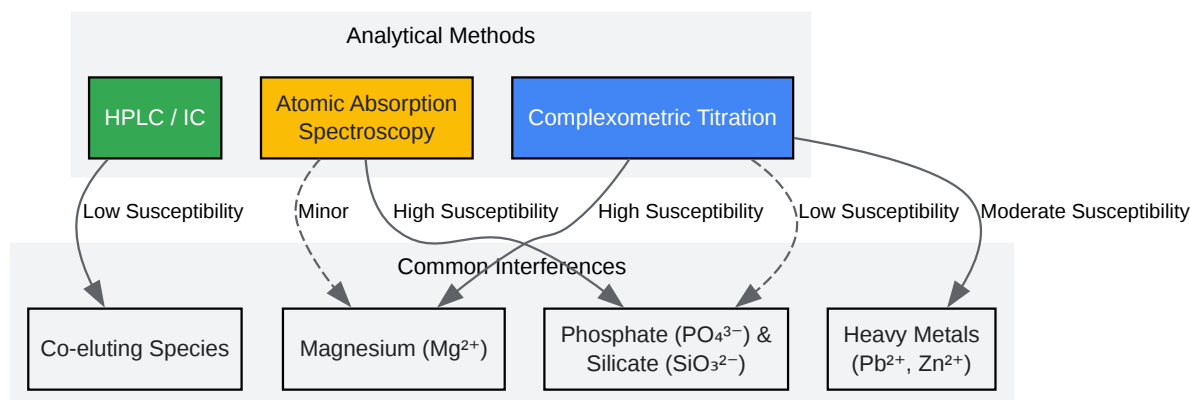 Analytical Methods
HPLC / IC
Atomic Absorption
Spectroscopy
Complexometric Titration
Low Susceptibility
Minor
High Susceptibility
High Susceptibility
Low Susceptibility
Moderate Susceptibility
Common Interferences
Co-eluting Species
Magnesium (Mg²⁺)
Phosphate (PO₄³⁻) &
Silicate (SiO₃²⁻)
Heavy Metals
(Pb²⁺, Zn²⁺)